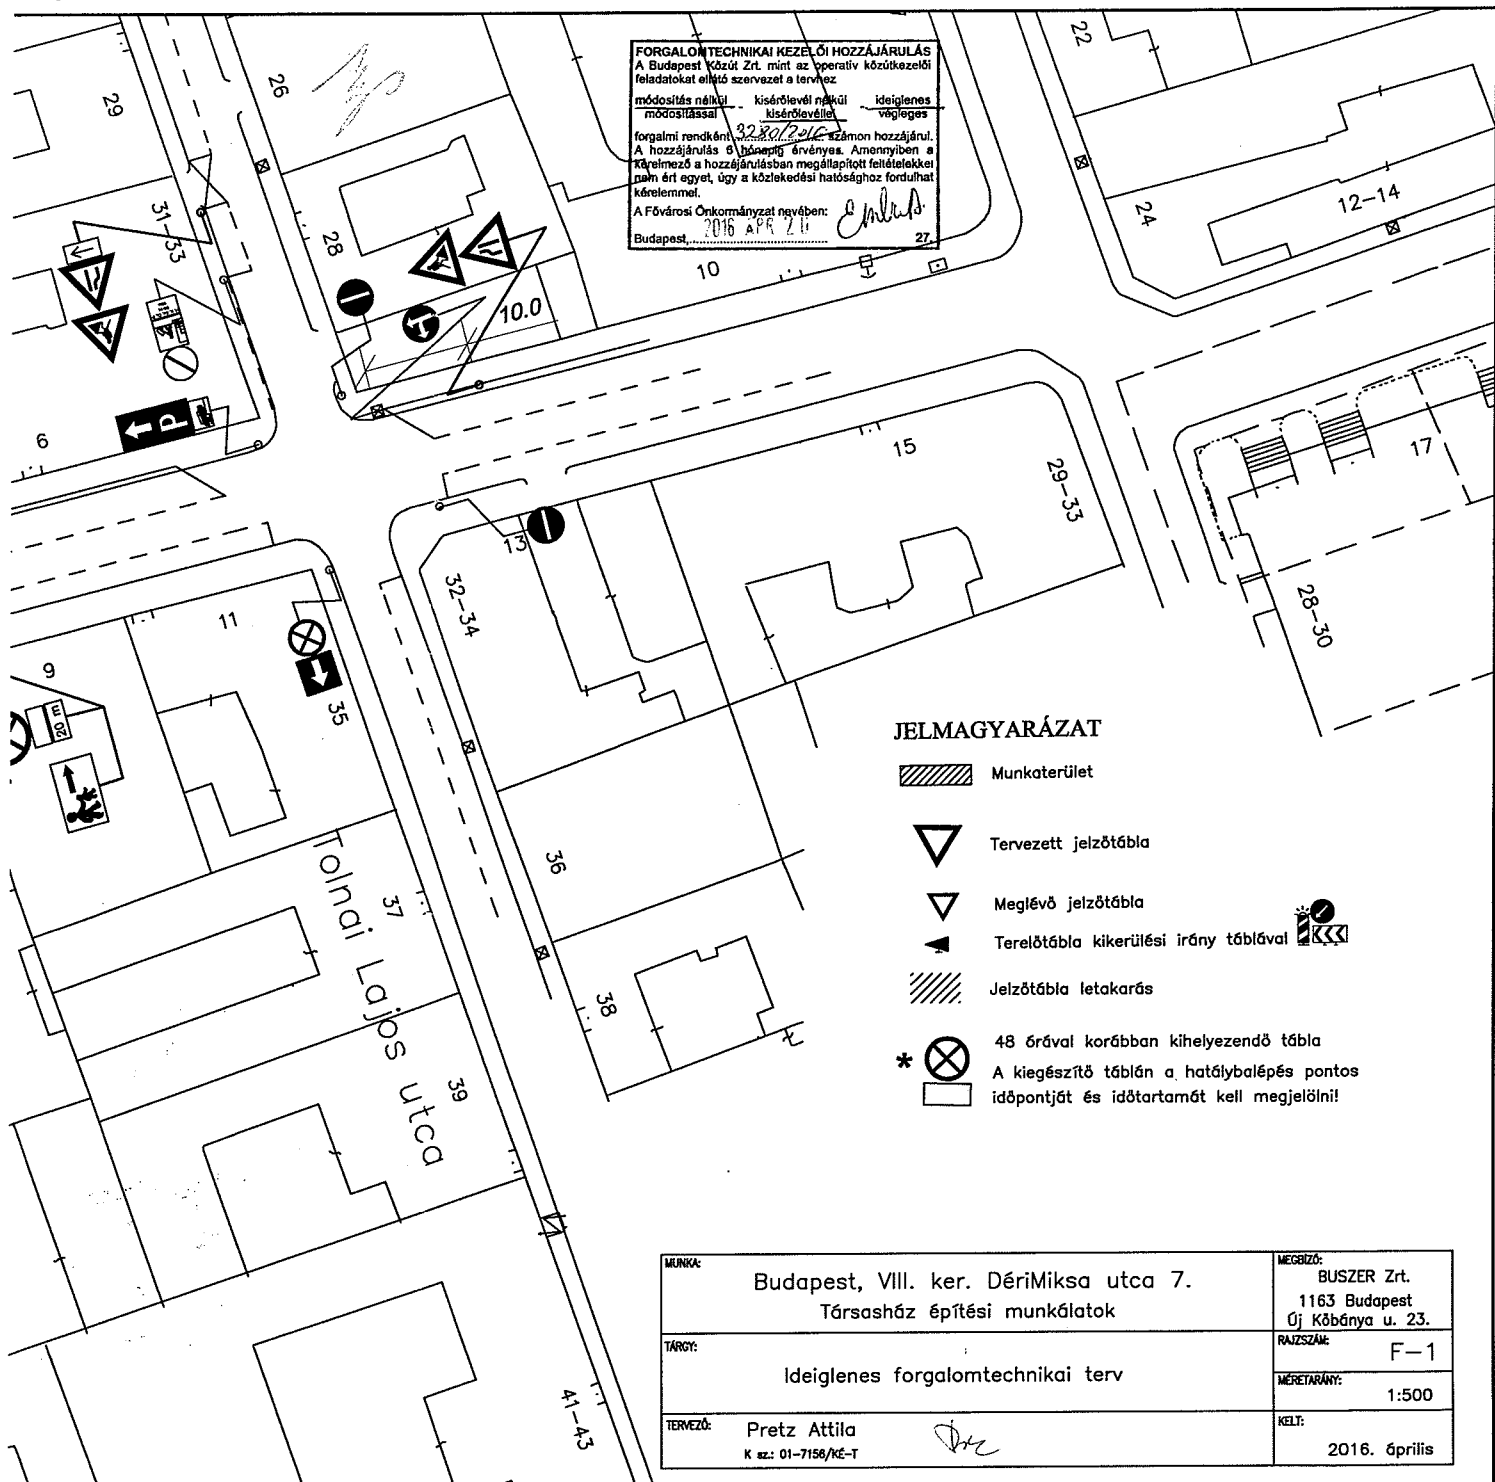 FORGALOMTECHNIKAI KEZELŐI HOZZÁJÁRULÁS
A Budapest Közút Zrt. mint az operatív közútkezelői
feladatokat ellátó szervezet a tervhez
módosítás nélkül kisérőlevél nélkül ideiglenes
módosítással kisérőlevéllel végleges
forgalmi rendként 3280/2016 számon hozzájárul.
A hozzájárulás 6 hónapig érvényes. Amennyiben a
kérelmező a hozzájárulásban megállapított feltételekkel
nem ért egyet, úgy a közlekedési hatósághoz fordulhat
kérelemmel.
A Fővárosi Önkormányzat nevében:
Budapest, 2016 APR 27.
29
26
22
31-33
28
24
12-14
10
10.0
6
P
15
17
29-33
13
32-34
28-30
11
9
20 m
35
36
37
38
39
41-43
Tolnai Lajos utca
JELMAGYARÁZAT
Munkaterület
Tervezett jelzőtábla
Meglévő jelzőtábla
Terelőtábla kikerülési irány táblával
Jelzőtábla letakarás
* 48 órával korábban kihelyezendő tábla
A kiegészítő táblán a hatálybalépés pontos
időpontját és időtartamát kell megjelölni!
MUNKA:
Budapest, VIII. ker. DériMiksa utca 7.
Társasház építési munkálatok
MEGBÍZÓ:
BUSZER Zrt.
1163 Budapest
Új Kőbánya u. 23.
TÁRGY:
Ideiglenes forgalomtechnikai terv
RAJZSZÁM:
F-1
MÉRETARÁNY:
1:500
TERVEZŐ:
Pretz Attila
K sz.: 01-7156/KÉ-T
KELT:
2016. április